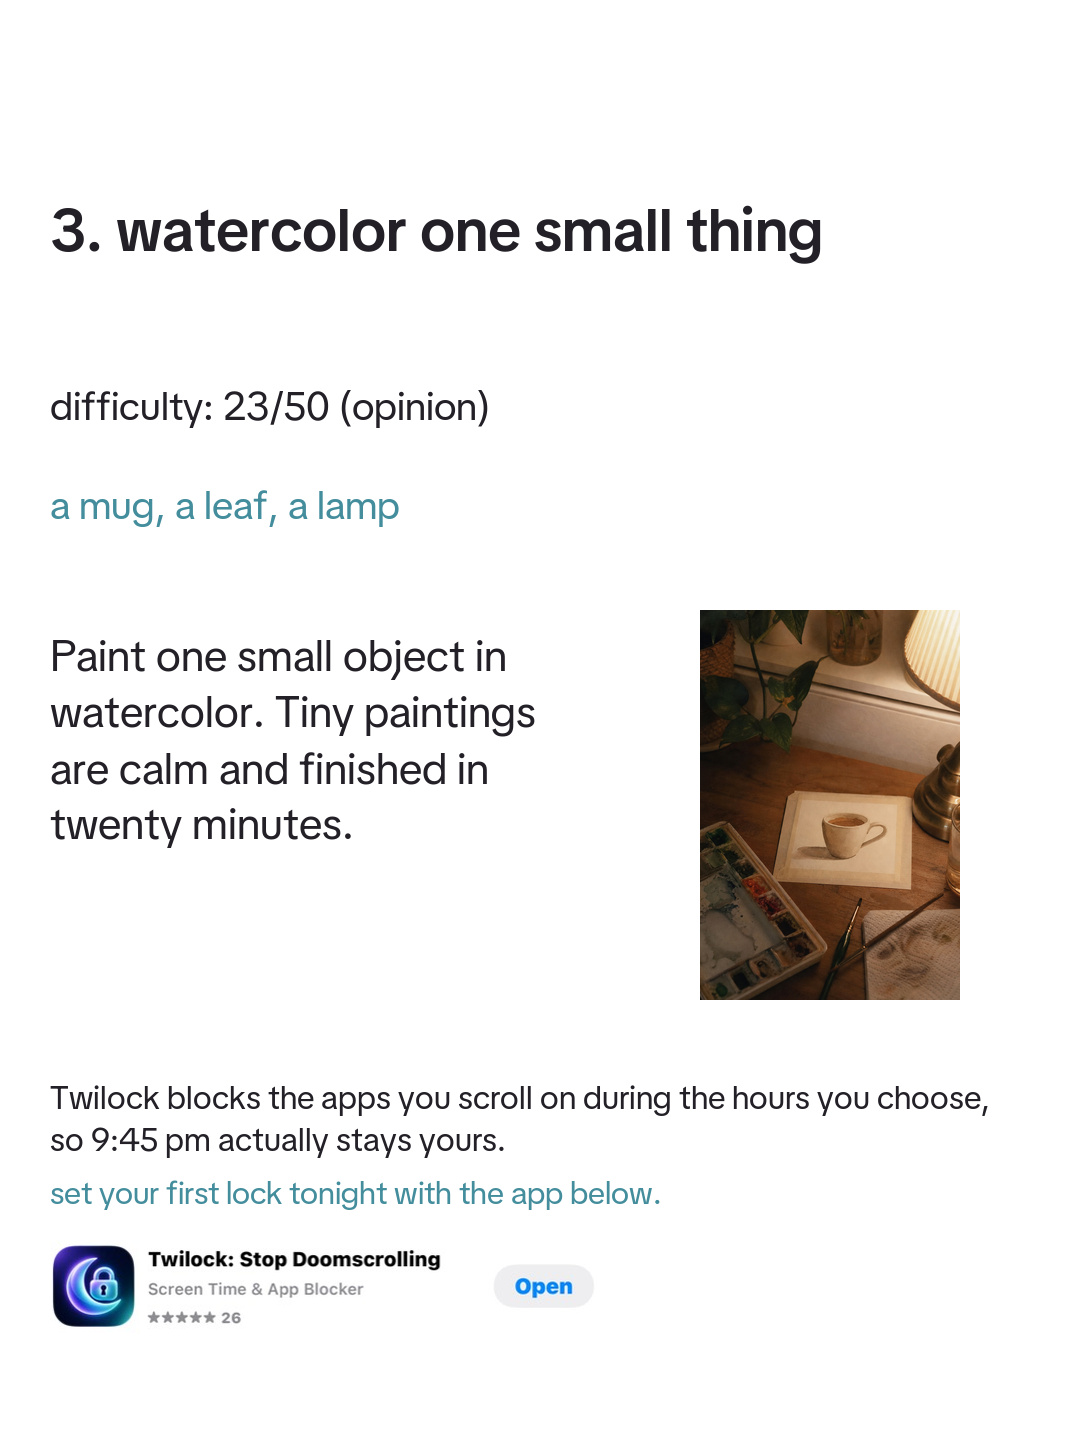 3. watercolor one small thing
difficulty: 23/50 (opinion)
a mug, a leaf, a lamp
Paint one small object in
watercolor. Tiny paintings
are calm and finished in
twenty minutes.
Twilock blocks the apps you scroll on during the hours you choose,
so 9:45 pm actually stays yours.
set your first lock tonight with the app below.
Twilock: Stop Doomscrolling
Screen Time & App Blocker
★★★★★ 26
Open